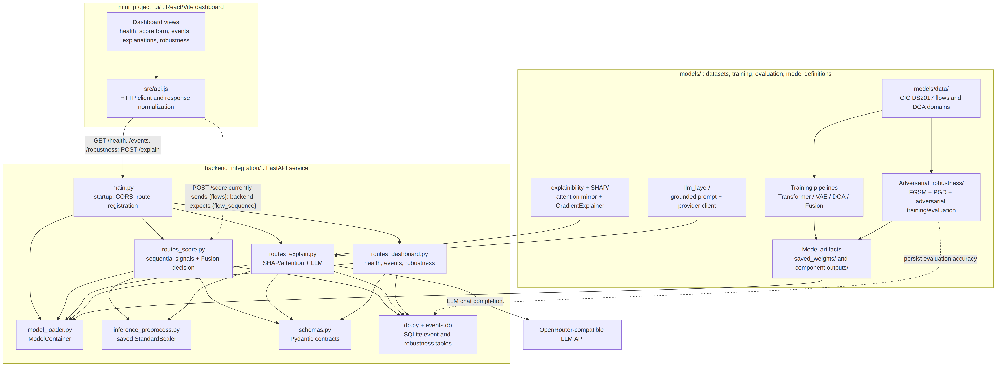 mini_project_ui/ : React/Vite dashboard
Dashboard views
health, score form, events,
explanations, robustness
src/api.js
HTTP client and response
normalization
GET /health, /events,
/robustness; POST /explain
POST /score currently
sends {flows}; backend
expects {flow_sequence}
backend_integration/ : FastAPI service
main.py
startup, CORS, route
registration
routes_score.py
sequential signals + Fusion
decision
routes_explain.py
SHAP/attention + LLM
routes_dashboard.py
health, events, robustness
model_loader.py
ModelContainer
inference_preprocess.py
saved StandardScaler
schemas.py
Pydantic contracts
db.py + events.db
SQLite event and
robustness tables
models/ : datasets, training, evaluation, model definitions
models/data/
CICIDS2017 flows and
DGA domains
explainibility + SHAP/
attention mirror +
GradientExplainer
llm_layer/
grounded prompt +
provider client
Training pipelines
Transformer / VAE / DGA /
Fusion
Adverserial_robustness/
FGSM + PGD +
adversarial
training/evaluation
Model artifacts
saved_weights/ and
component outputs/
persist evaluation accuracy
LLM chat completion
OpenRouter-compatible
LLM API